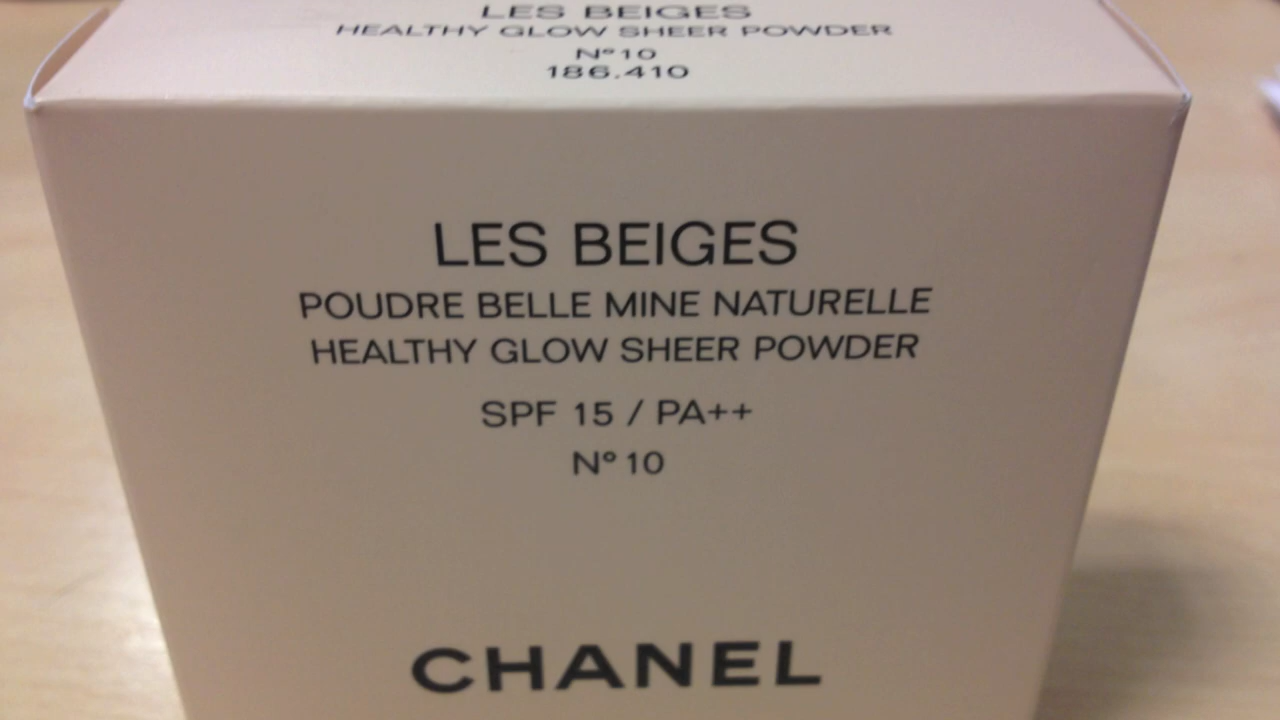 LES BEIGES
HEALTHY GLOW SHEER POWDER
N°10
186.410
LES BEIGES
POUDRE BELLE MINE NATURELLE
HEALTHY GLOW SHEER POWDER
SPF 15 / PA++
N° 10
CHANEL